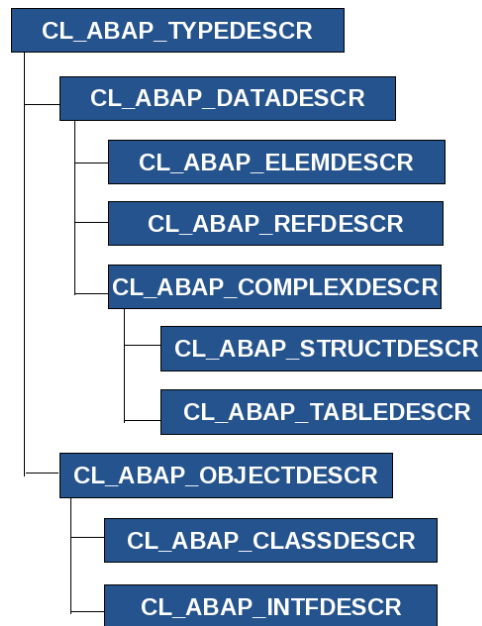 CL_ABAP_TYPEDESCR
CL_ABAP_DATADESCR
CL_ABAP_ELEMDESCR
CL_ABAP_REFDESCR
CL_ABAP_COMPLEXDESCR
CL_ABAP_STRUCTDESCR
CL_ABAP_TABLEDESCR
CL_ABAP_OBJECTDESCR
CL_ABAP_CLASSDESCR
CL_ABAP_INTFDESCR